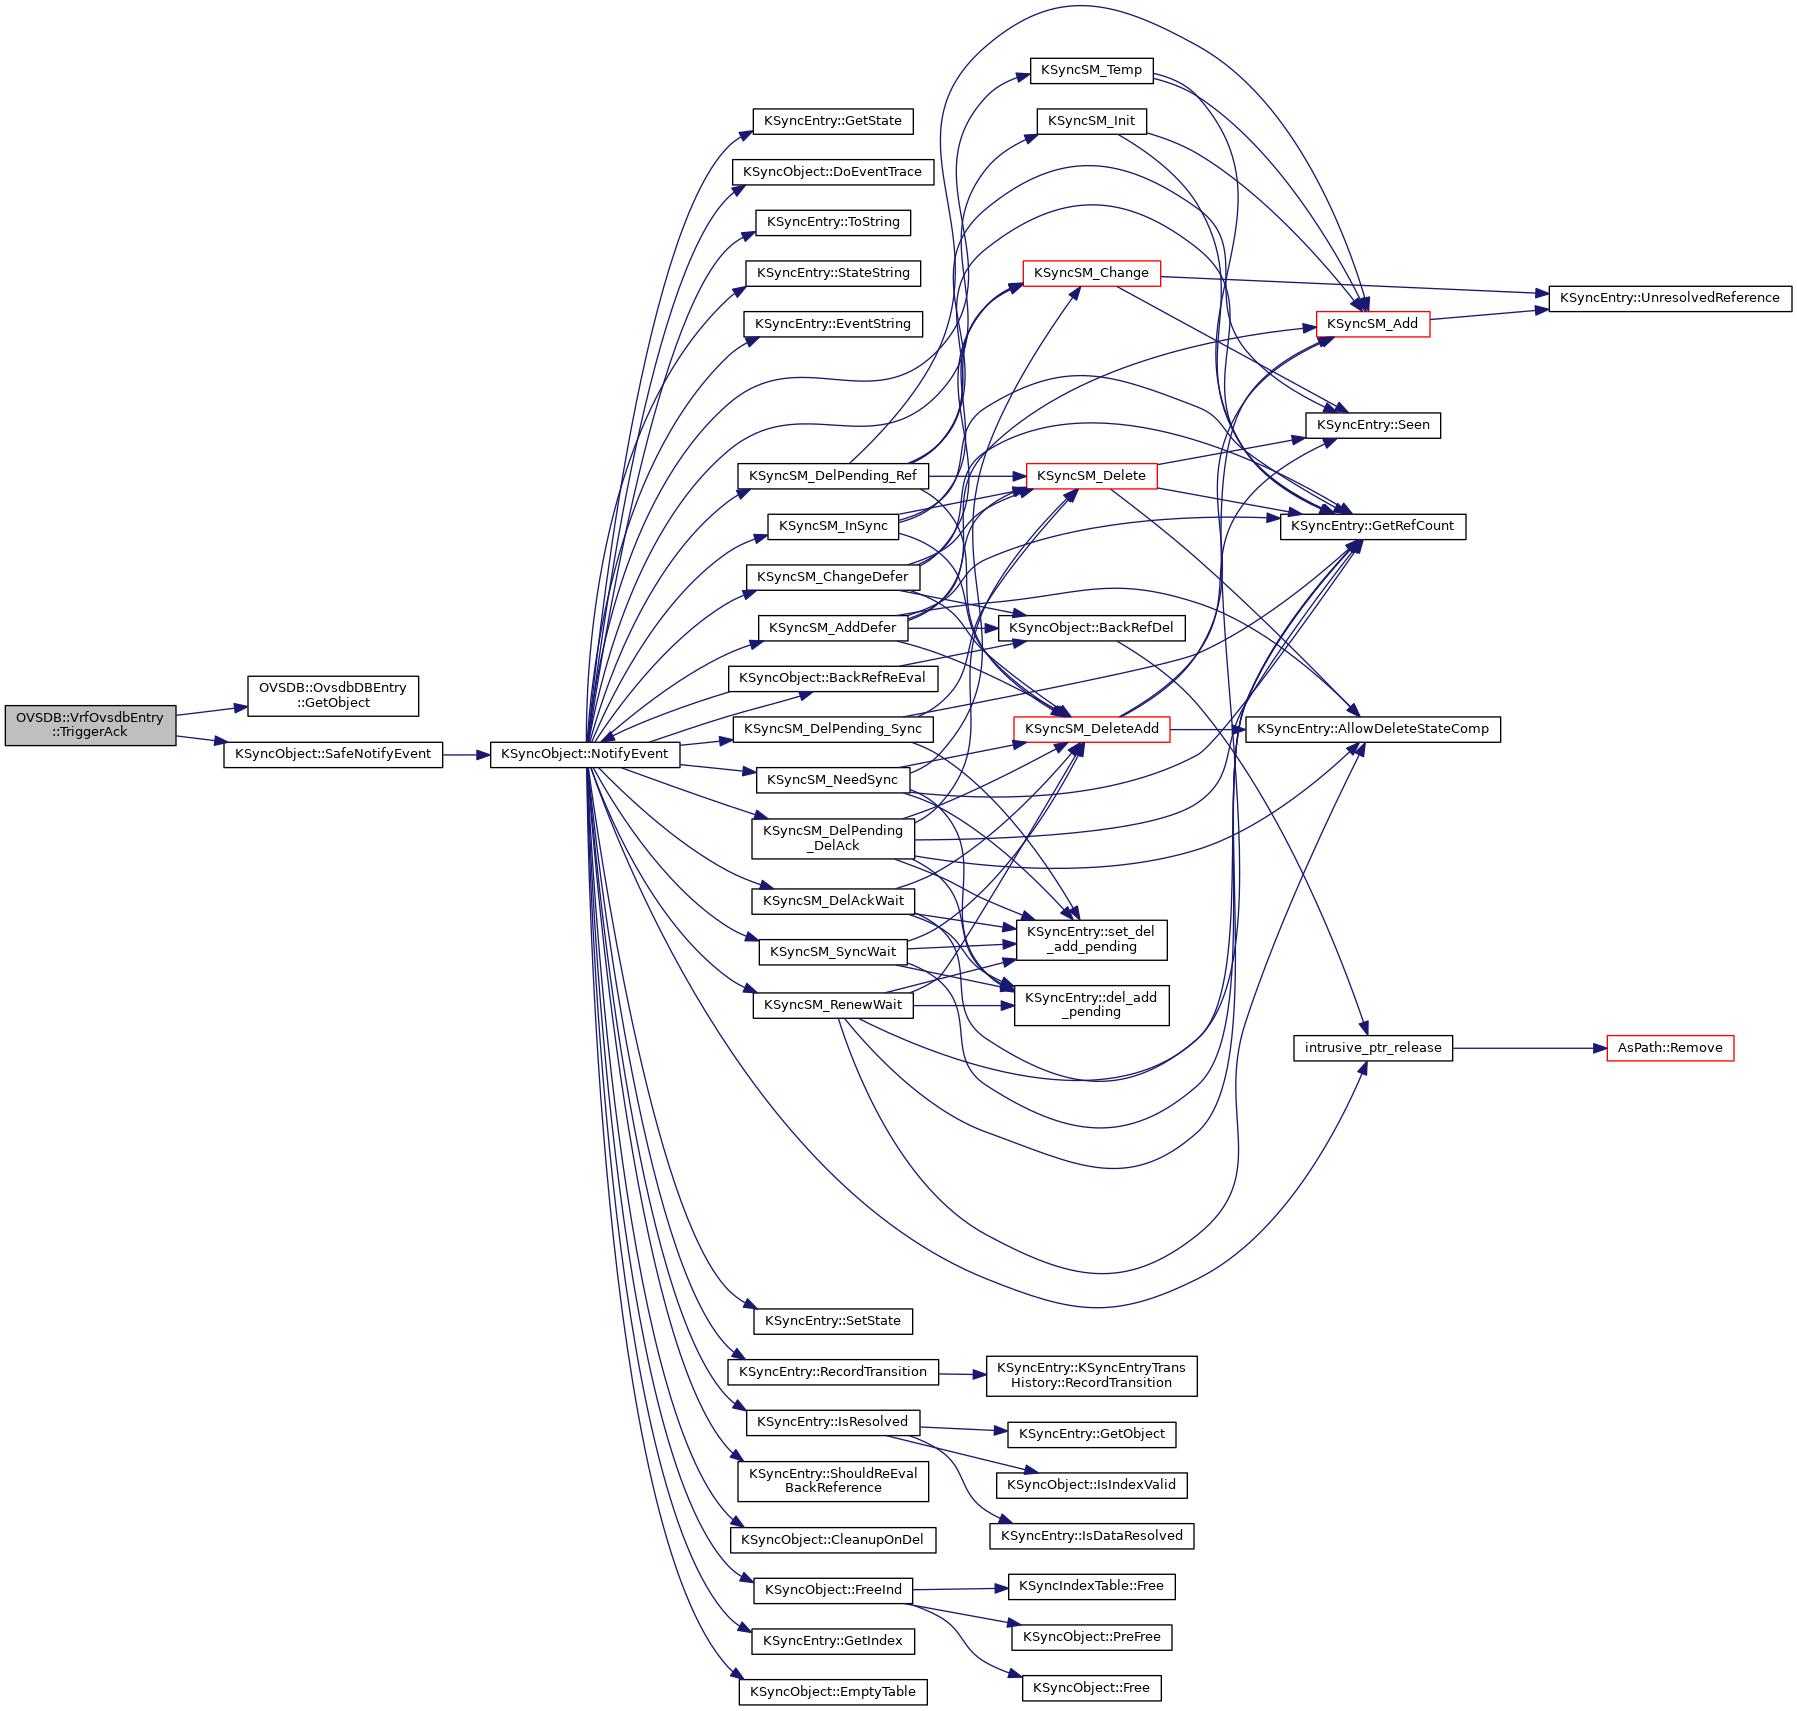 OVSDB::VrfOvsdbEntry
::TriggerAck
OVSDB::OvsdbDBEntry
::GetObject
KSyncObject::SafeNotifyEvent
KSyncObject::NotifyEvent
KSyncEntry::GetState
KSyncObject::DoEventTrace
KSyncEntry::ToString
KSyncEntry::StateString
KSyncEntry::EventString
KSyncSM_DelPending_Ref
KSyncSM_InSync
KSyncSM_ChangeDefer
KSyncSM_AddDefer
KSyncObject::BackRefReEval
KSyncSM_DelPending_Sync
KSyncSM_NeedSync
KSyncSM_DelPending
_DelAck
KSyncSM_DelAckWait
KSyncSM_SyncWait
KSyncSM_RenewWait
KSyncEntry::SetState
KSyncEntry::RecordTransition
KSyncEntry::IsResolved
KSyncEntry::ShouldReEval
BackReference
KSyncObject::CleanupOnDel
KSyncObject::FreeInd
KSyncEntry::GetIndex
KSyncObject::EmptyTable
KSyncSM_Temp
KSyncSM_Init
KSyncSM_Change
KSyncSM_Delete
KSyncObject::BackRefDel
KSyncSM_DeleteAdd
KSyncEntry::set_del
_add_pending
KSyncEntry::del_add
_pending
KSyncEntry::KSyncEntryTrans
History::RecordTransition
KSyncEntry::GetObject
KSyncObject::IsIndexValid
KSyncEntry::IsDataResolved
KSyncIndexTable::Free
KSyncObject::PreFree
KSyncObject::Free
KSyncSM_Add
KSyncEntry::Seen
KSyncEntry::GetRefCount
KSyncEntry::AllowDeleteStateComp
intrusive_ptr_release
KSyncEntry::UnresolvedReference
AsPath::Remove